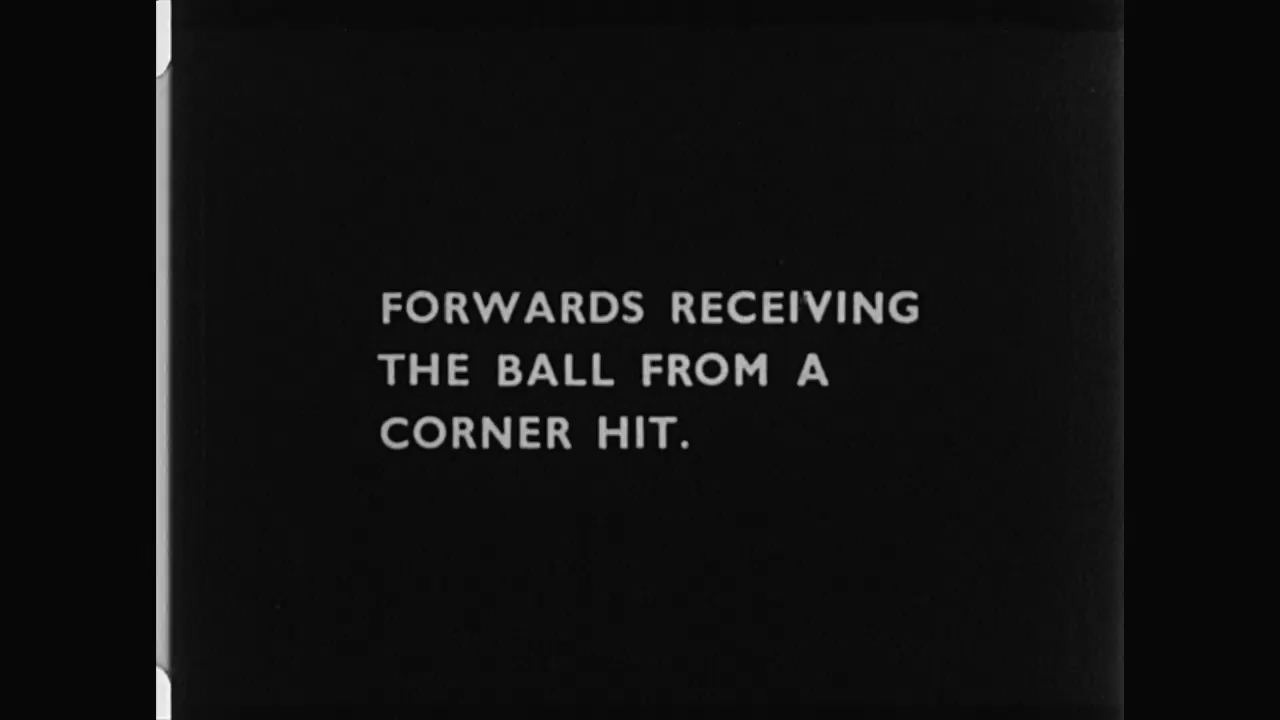 FORWARDS RECEIVING
THE BALL FROM A
CORNER HIT.